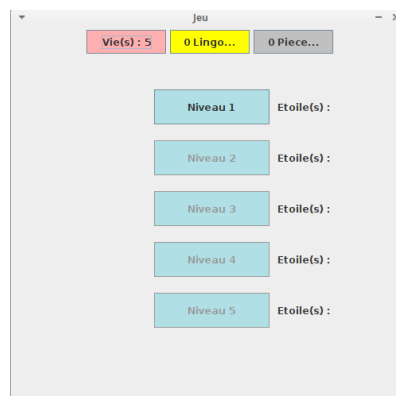 Jeu
Vie(s) : 5 0 Lingo... 0 Piece...
Niveau 1 Etoile(s) :
Niveau 2 Etoile(s) :
Niveau 3 Etoile(s) :
Niveau 4 Etoile(s) :
Niveau 5 Etoile(s) :